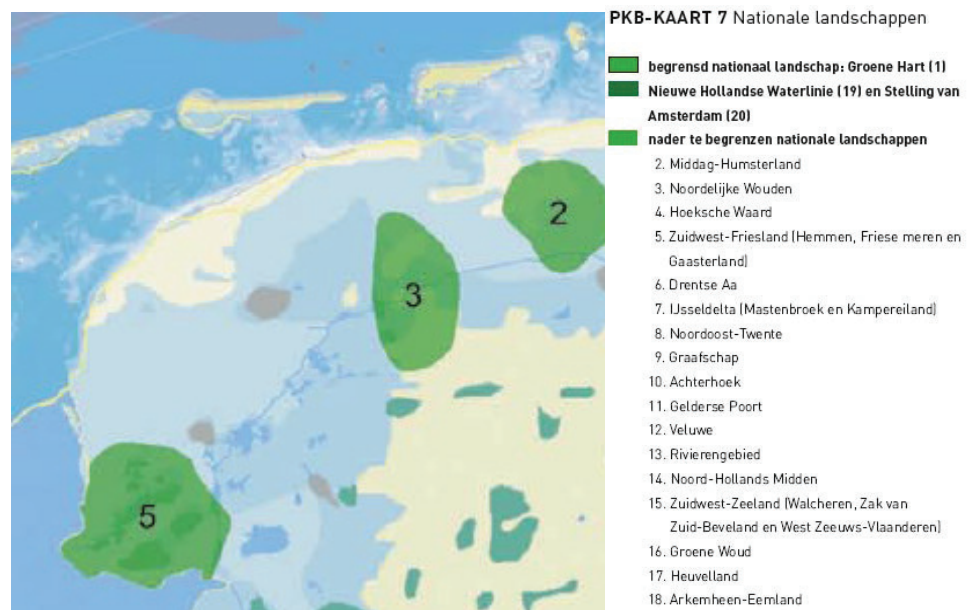 PKB-KAART 7 Nationale landschappen
begrensd nationaal landschap: Groene Hart (1)
Nieuwe Hollandse Waterlinie (19) en Stelling van
Amsterdam (20)
nader te begrenzen nationale landschappen
2. Middag-Humsterland
3. Noordelijke Wouden
4. Hoeksche Waard
5. Zuidwest-Friesland (Hemmen, Friese meren en
Gaasterland)
6. Drentse Aa
7. IJsseldelta (Mastenbroek en Kampereiland)
8. Noordoost-Twente
9. Graafschap
10. Achterhoek
11. Gelderse Poort
12. Veluwe
13. Rivierengebied
14. Noord-Hollands Midden
15. Zuidwest-Zeeland (Walcheren, Zak van
Zuid-Beveland en West Zeeuws-Vlaanderen)
16. Groene Woud
17. Heuvelland
18. Arkemheen-Eemland
2
3
5